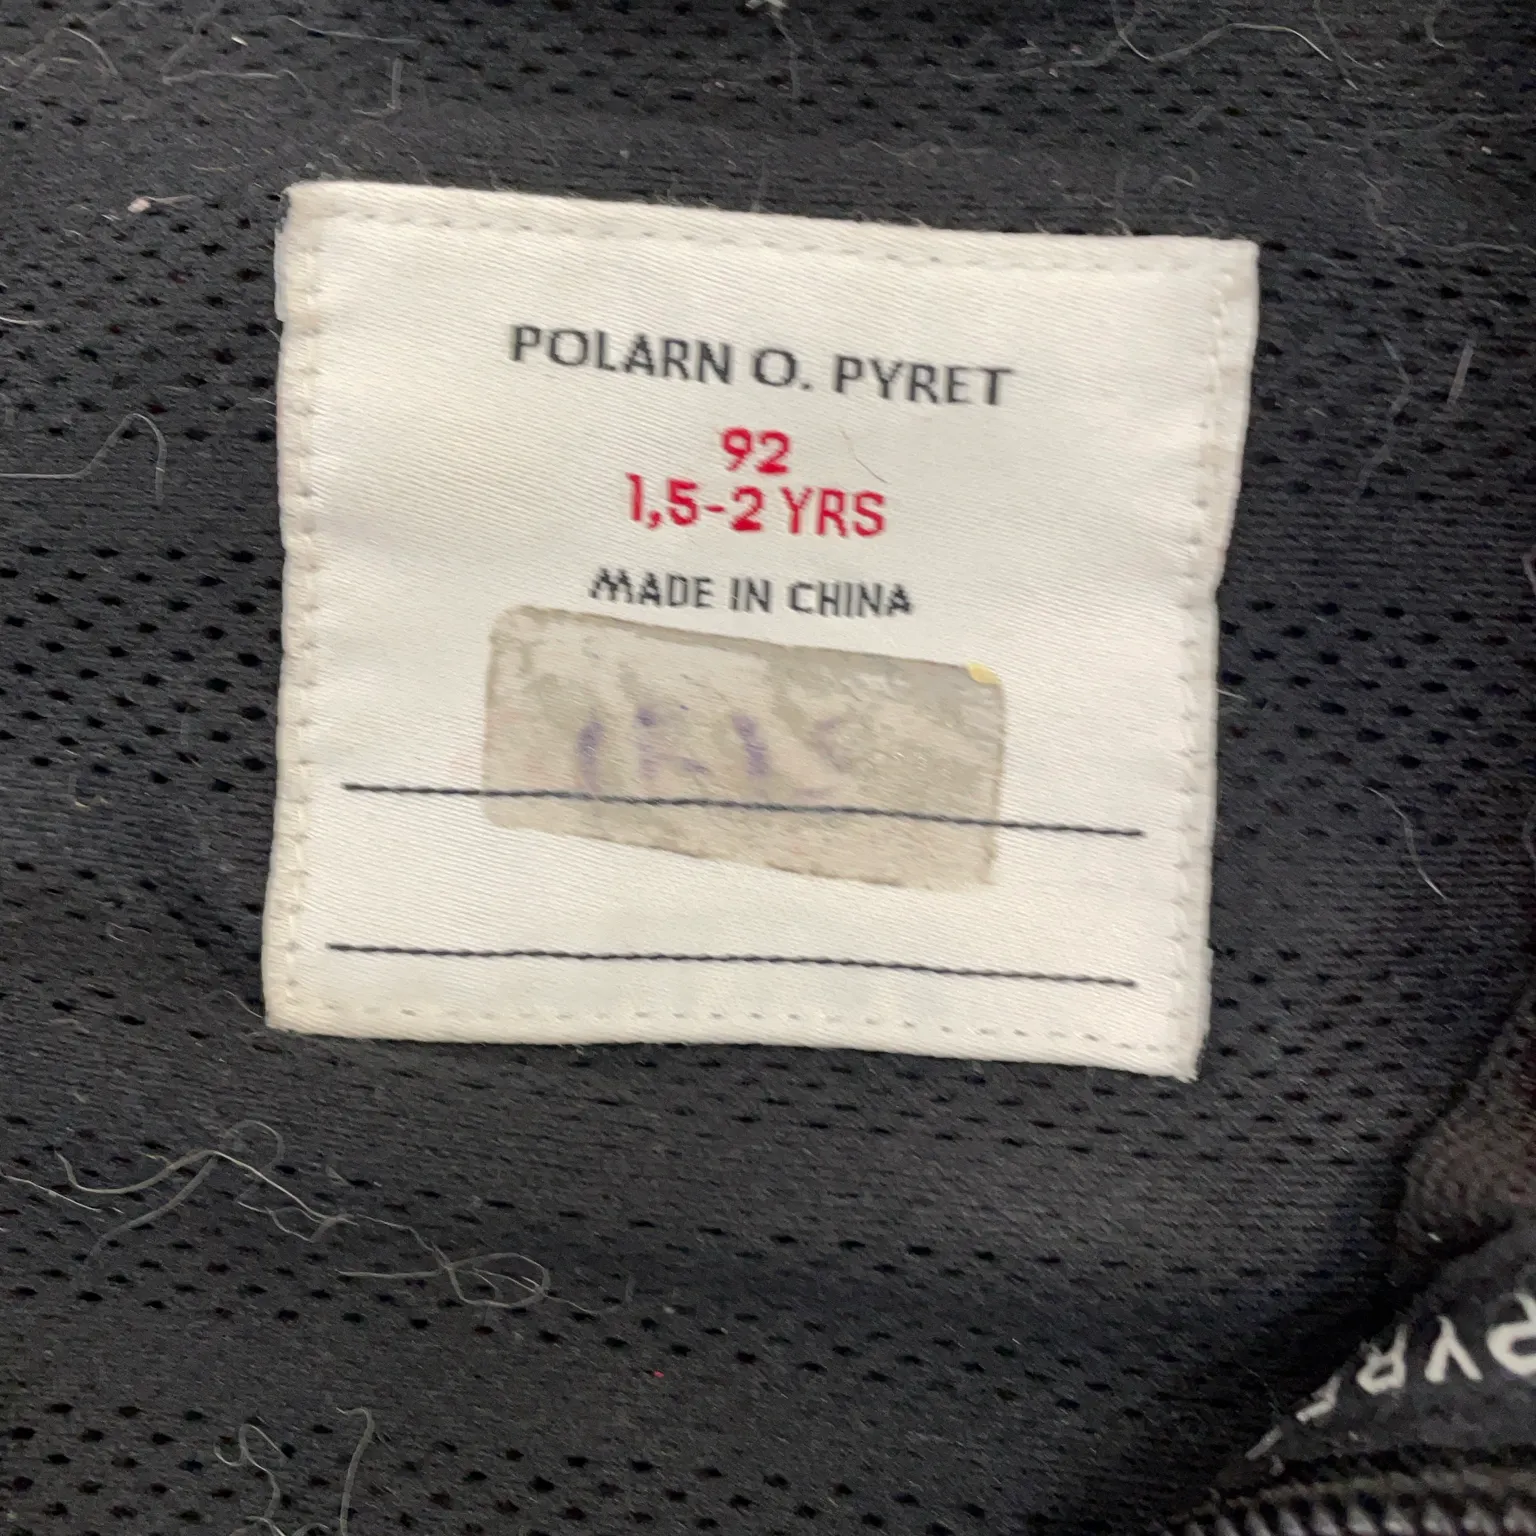 POLARN O. PYRET
92
1,5-2 YRS
MADE IN CHINA